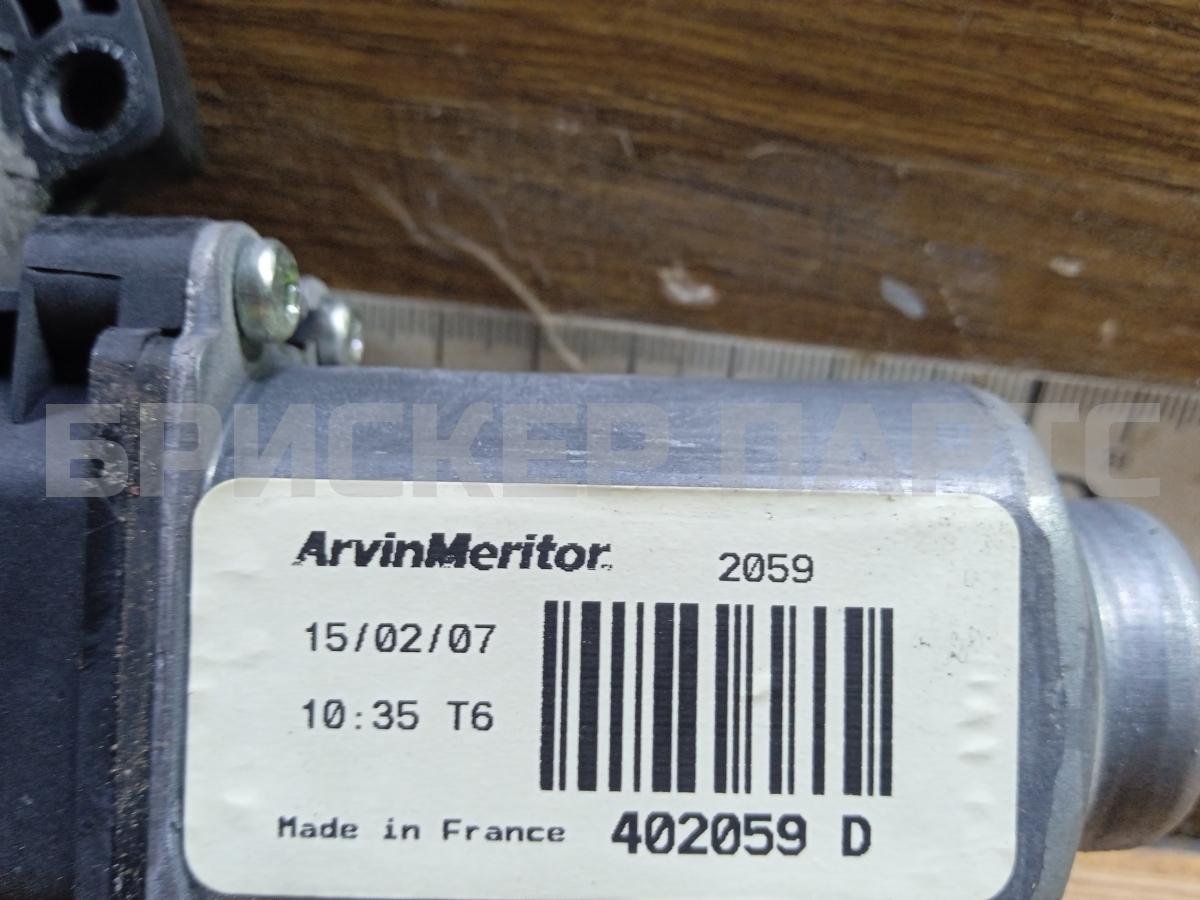 БРИСКЕР ПАРТС
ArvinMeritor. 2059
15/02/07
10:35 T6
Made in France 402059 D